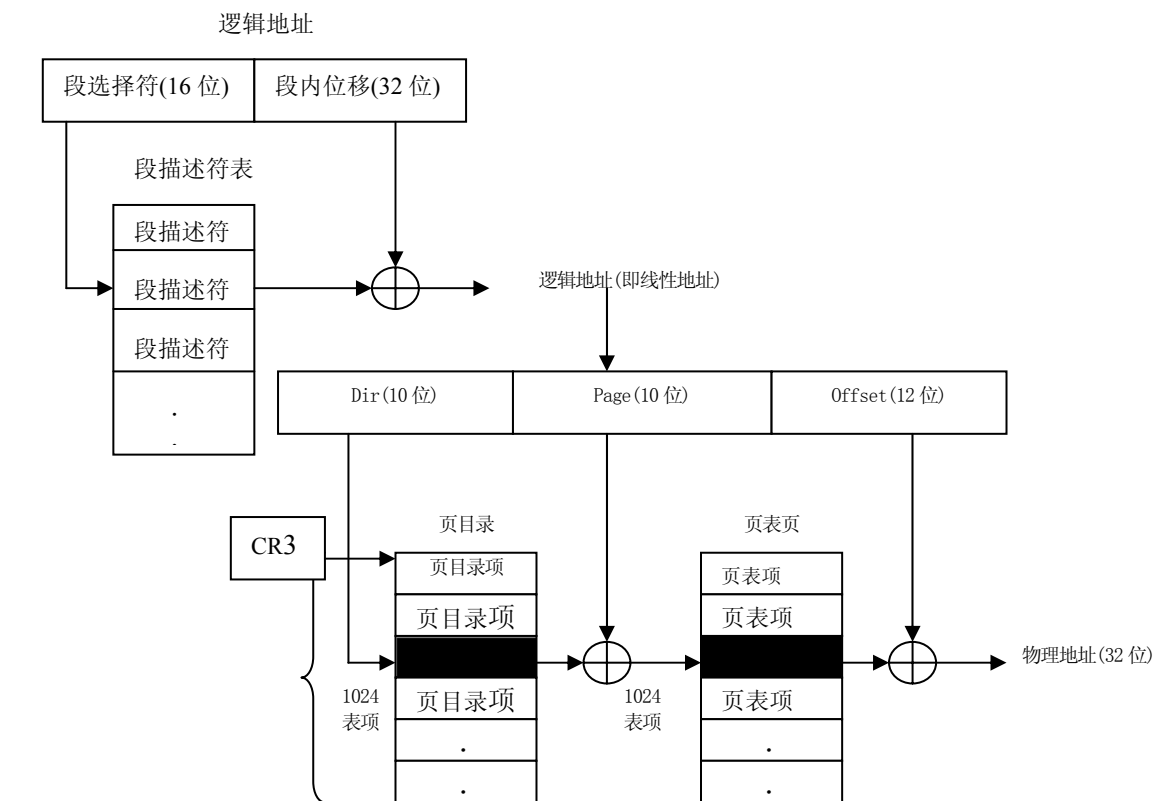 逻辑地址
段选择符(16 位)
段内位移(32 位)
段描述符表
段描述符
段描述符
段描述符
.
.
逻辑地址(即线性地址)
Dir(10 位)
Page(10 位)
Offset(12 位)
页目录
页表页
CR3
页目录项
页目录项
页目录项
.
.
1024
表项
页表项
页表项
页表项
.
.
1024
表项
物理地址(32 位)